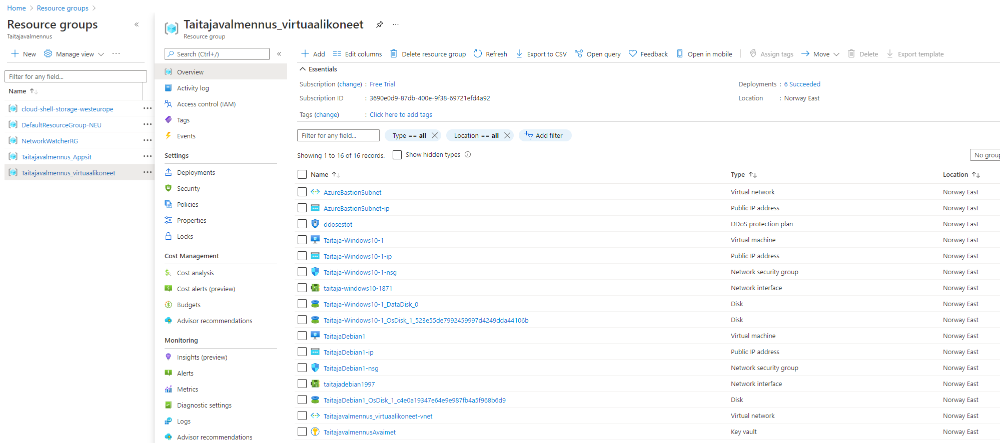 Home > Resource groups >
Resource groups «
Taitajavalmennus
+ New Manage view ···
Filter for any field...
Name ↑↓
cloud-shell-storage-westeurope ···
DefaultResourceGroup-NEU ···
NetworkWatcherRG ···
Taitajavalmennus_Appsit ···
Taitajavalmennus_virtuaalikoneet ···
Taitajavalmennus_virtuaalikoneet ···
Resource group
Search (Ctrl+/) «
Overview
Activity log
Access control (IAM)
Tags
Events
Settings
Deployments
Security
Policies
Properties
Locks
Cost Management
Cost analysis
Cost alerts (preview)
Budgets
Advisor recommendations
Monitoring
Insights (preview)
Alerts
Metrics
Diagnostic settings
Logs
Advisor recommendations
+ Add Edit columns Delete resource group Refresh Export to CSV Open query Feedback Open in mobile Assign tags Move Delete Export template
Essentials
Subscription (change) : Free Trial Deployments : 6 Succeeded
Subscription ID : 3690e0d9-87db-400e-9f38-69721efd4a92 Location : Norway East
Tags (change) : Click here to add tags
Filter for any field... Type == all Location == all Add filter
Showing 1 to 16 of 16 records. Show hidden types No group
Name ↑↓ Type ↑↓ Location ↑↓
AzureBastionSubnet Virtual network Norway East
AzureBastionSubnet-ip Public IP address Norway East
ddosestot DDoS protection plan Norway East
Taitaja-Windows10-1 Virtual machine Norway East
Taitaja-Windows10-1-ip Public IP address Norway East
Taitaja-Windows10-1-nsg Network security group Norway East
taitaja-windows10-1871 Network interface Norway East
Taitaja-Windows10-1_DataDisk_0 Disk Norway East
Taitaja-Windows10-1_OsDisk_1_523e55de7992459997d4249dda44106b Disk Norway East
TaitajaDebian1 Virtual machine Norway East
TaitajaDebian1-ip Public IP address Norway East
TaitajaDebian1-nsg Network security group Norway East
taitajadebian1997 Network interface Norway East
TaitajaDebian1_OsDisk_1_c4e0a19347e64e9e987fb4a5f968b6d9 Disk Norway East
Taitajavalmennus_virtuaalikoneet-vnet Virtual network Norway East
TaitajavalmennusAvaimet Key vault Norway East